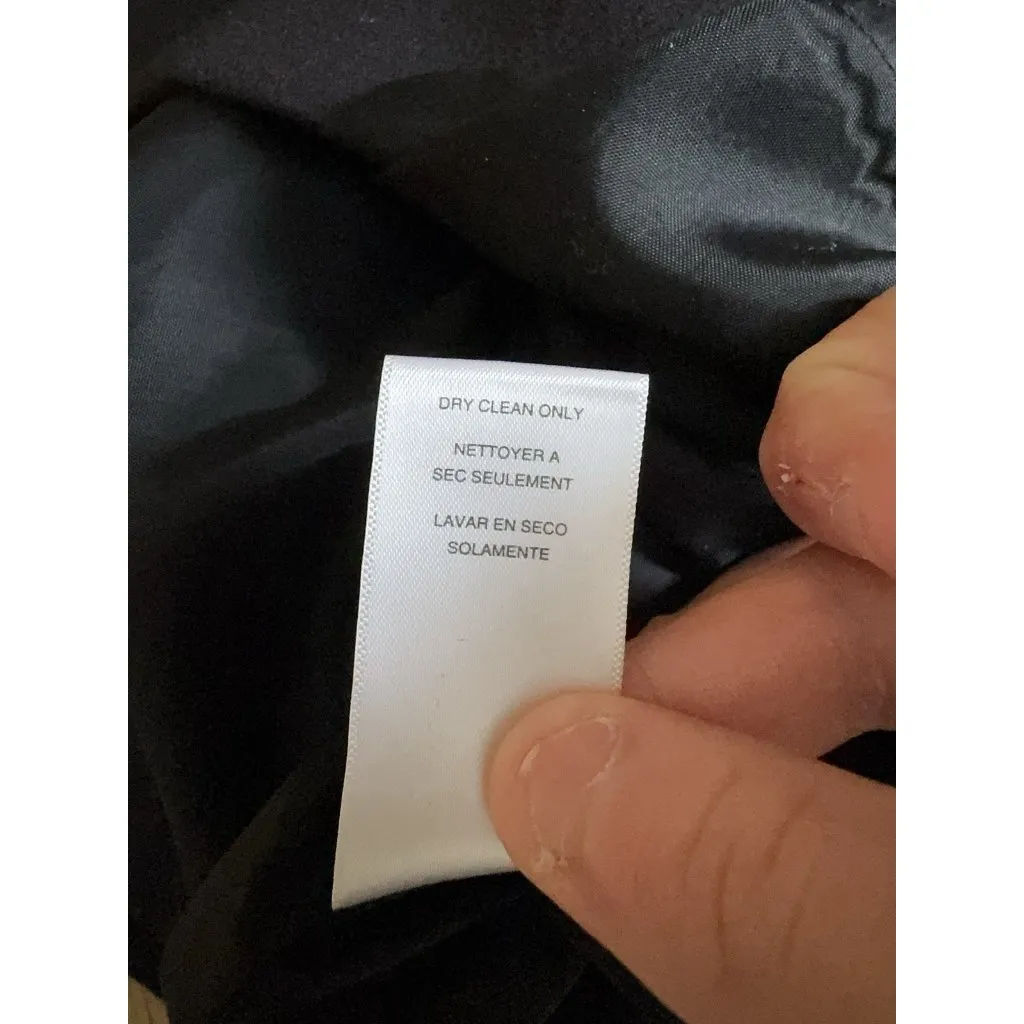 DRY CLEAN ONLY
NETTOYER A
SEC SEULEMENT
LAVAR EN SECO
SOLAMENTE